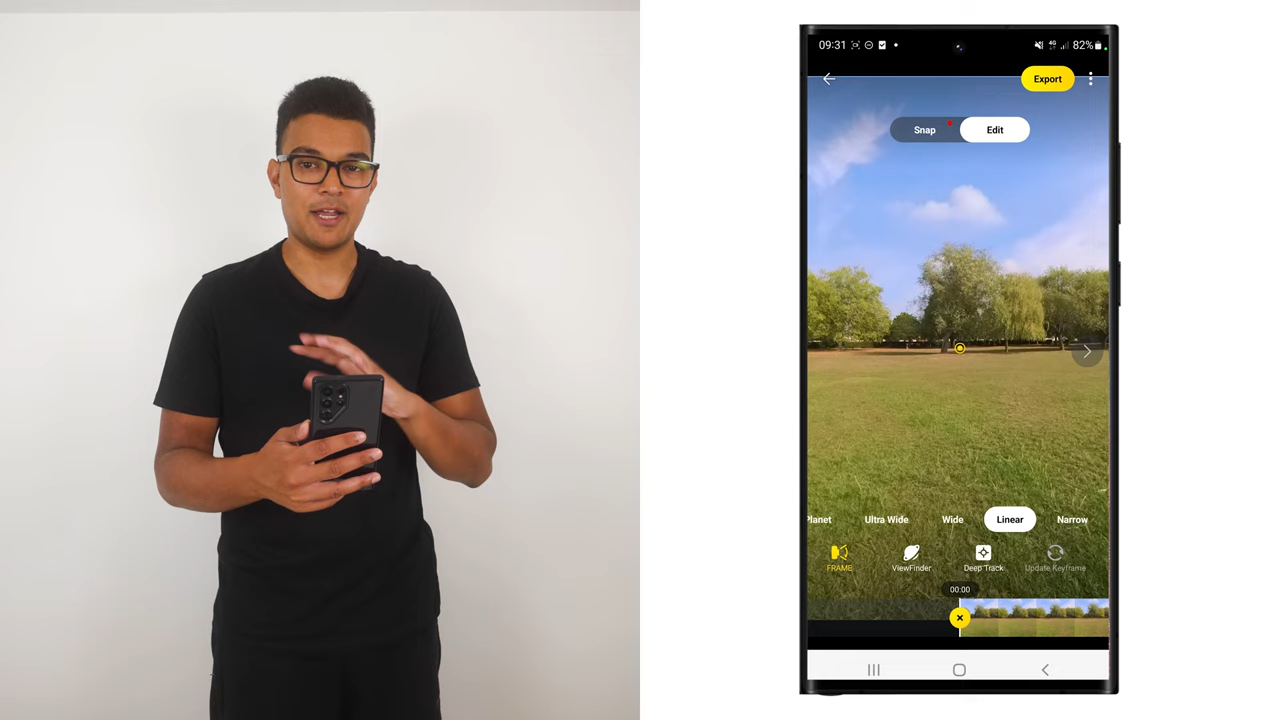 09:31
4G
82%
Export
Snap
Edit
Planet
Ultra Wide
Wide
Linear
Narrow
FRAME
ViewFinder
Deep Track
Update Keyframe
00:00